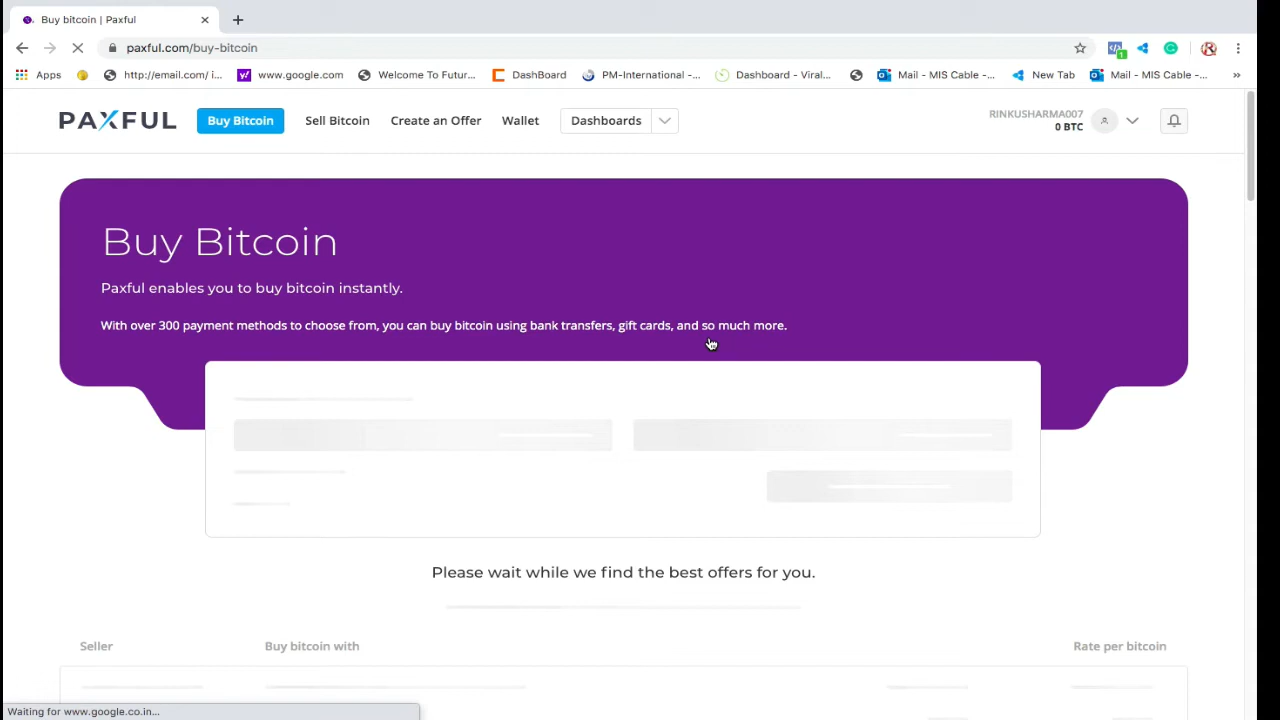 Buy bitcoin | Paxful
paxful.com/buy-bitcoin
1
Apps
http://email.com/ i...
www.google.com
Welcome To Futur...
DashBoard
PM-International -...
Dashboard - Viral...
Mail - MIS Cable -...
New Tab
Mail - MIS Cable -...
»
PAXFUL
Buy Bitcoin
Sell Bitcoin
Create an Offer
Wallet
Dashboards
RINKUSHARMA007
0 BTC
Buy Bitcoin
Paxful enables you to buy bitcoin instantly.
With over 300 payment methods to choose from, you can buy bitcoin using bank transfers, gift cards, and so much more.
Please wait while we find the best offers for you.
Seller
Buy bitcoin with
Rate per bitcoin
Waiting for www.google.co.in...